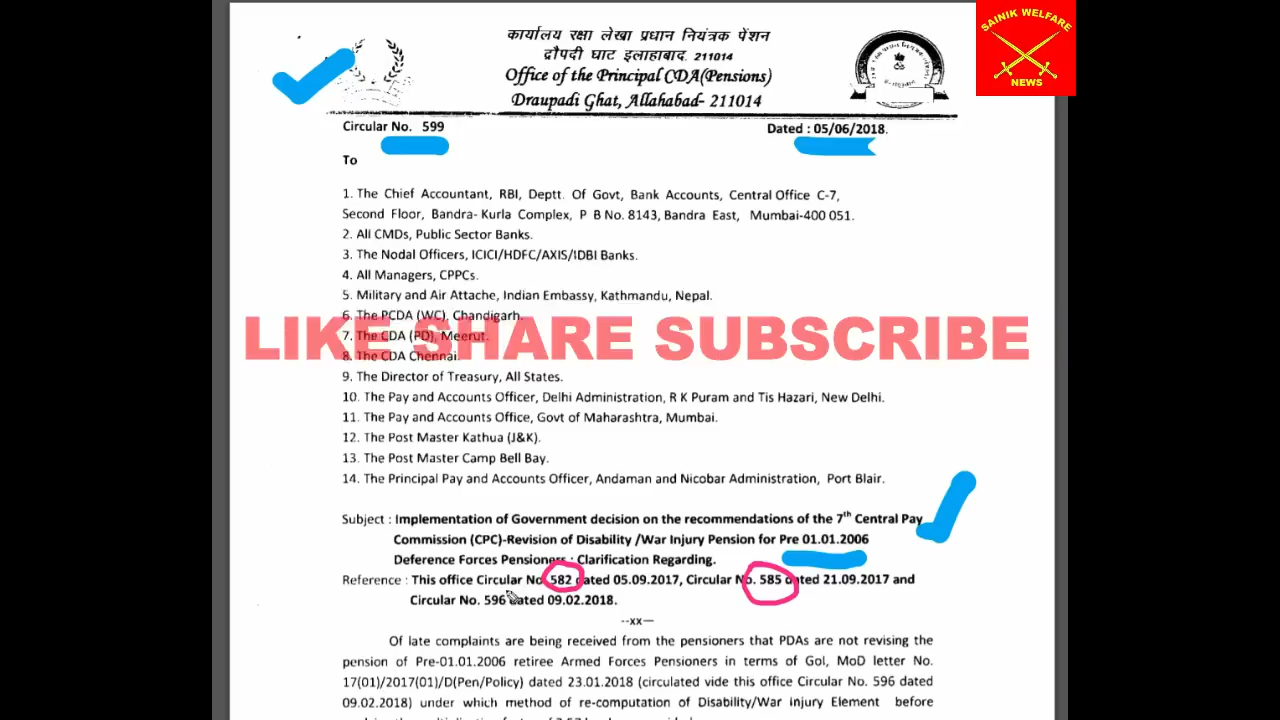 कार्यालय रक्षा लेखा प्रधान नियंत्रक पेंशन
द्रौपदी घाट इलाहाबाद. 211014
Office of the Principal CDA(Pensions)
Draupadi Ghat, Allahabad- 211014
SAINIK WELFARE
NEWS
Circular No. 599
Dated : 05/06/2018.
To
1. The Chief Accountant, RBI, Deptt. Of Govt, Bank Accounts, Central Office C-7,
Second Floor, Bandra- Kurla Complex, P B No. 8143, Bandra East, Mumbai-400 051.
2. All CMDs, Public Sector Banks.
3. The Nodal Officers, ICICI/HDFC/AXIS/IDBI Banks.
4. All Managers, CPPCs.
5. Military and Air Attache, Indian Embassy, Kathmandu, Nepal.
6. The PCDA (WC), Chandigarh.
LIKE SHARE SUBSCRIBE
7. The CDA (PD), Meerut.
8. The CDA Chennai.
9. The Director of Treasury, All States.
10. The Pay and Accounts Officer, Delhi Administration, R K Puram and Tis Hazari, New Delhi.
11. The Pay and Accounts Office, Govt of Maharashtra, Mumbai.
12. The Post Master Kathua (J&K).
13. The Post Master Camp Bell Bay.
14. The Principal Pay and Accounts Officer, Andaman and Nicobar Administration, Port Blair.
Subject : Implementation of Government decision on the recommendations of the 7th Central Pay
Commission (CPC)-Revision of Disability /War Injury Pension for Pre 01.01.2006
Deference Forces Pensioners : Clarification Regarding.
Reference : This office Circular No. 582 dated 05.09.2017, Circular No. 585 dated 21.09.2017 and
Circular No. 596 dated 09.02.2018.
--xx—
Of late complaints are being received from the pensioners that PDAs are not revising the
pension of Pre-01.01.2006 retiree Armed Forces Pensioners in terms of GoI, MoD letter No.
17(01)/2017(01)/D(Pen/Policy) dated 23.01.2018 (circulated vide this office Circular No. 596 dated
09.02.2018) under which method of re-computation of Disability/War Injury Element before